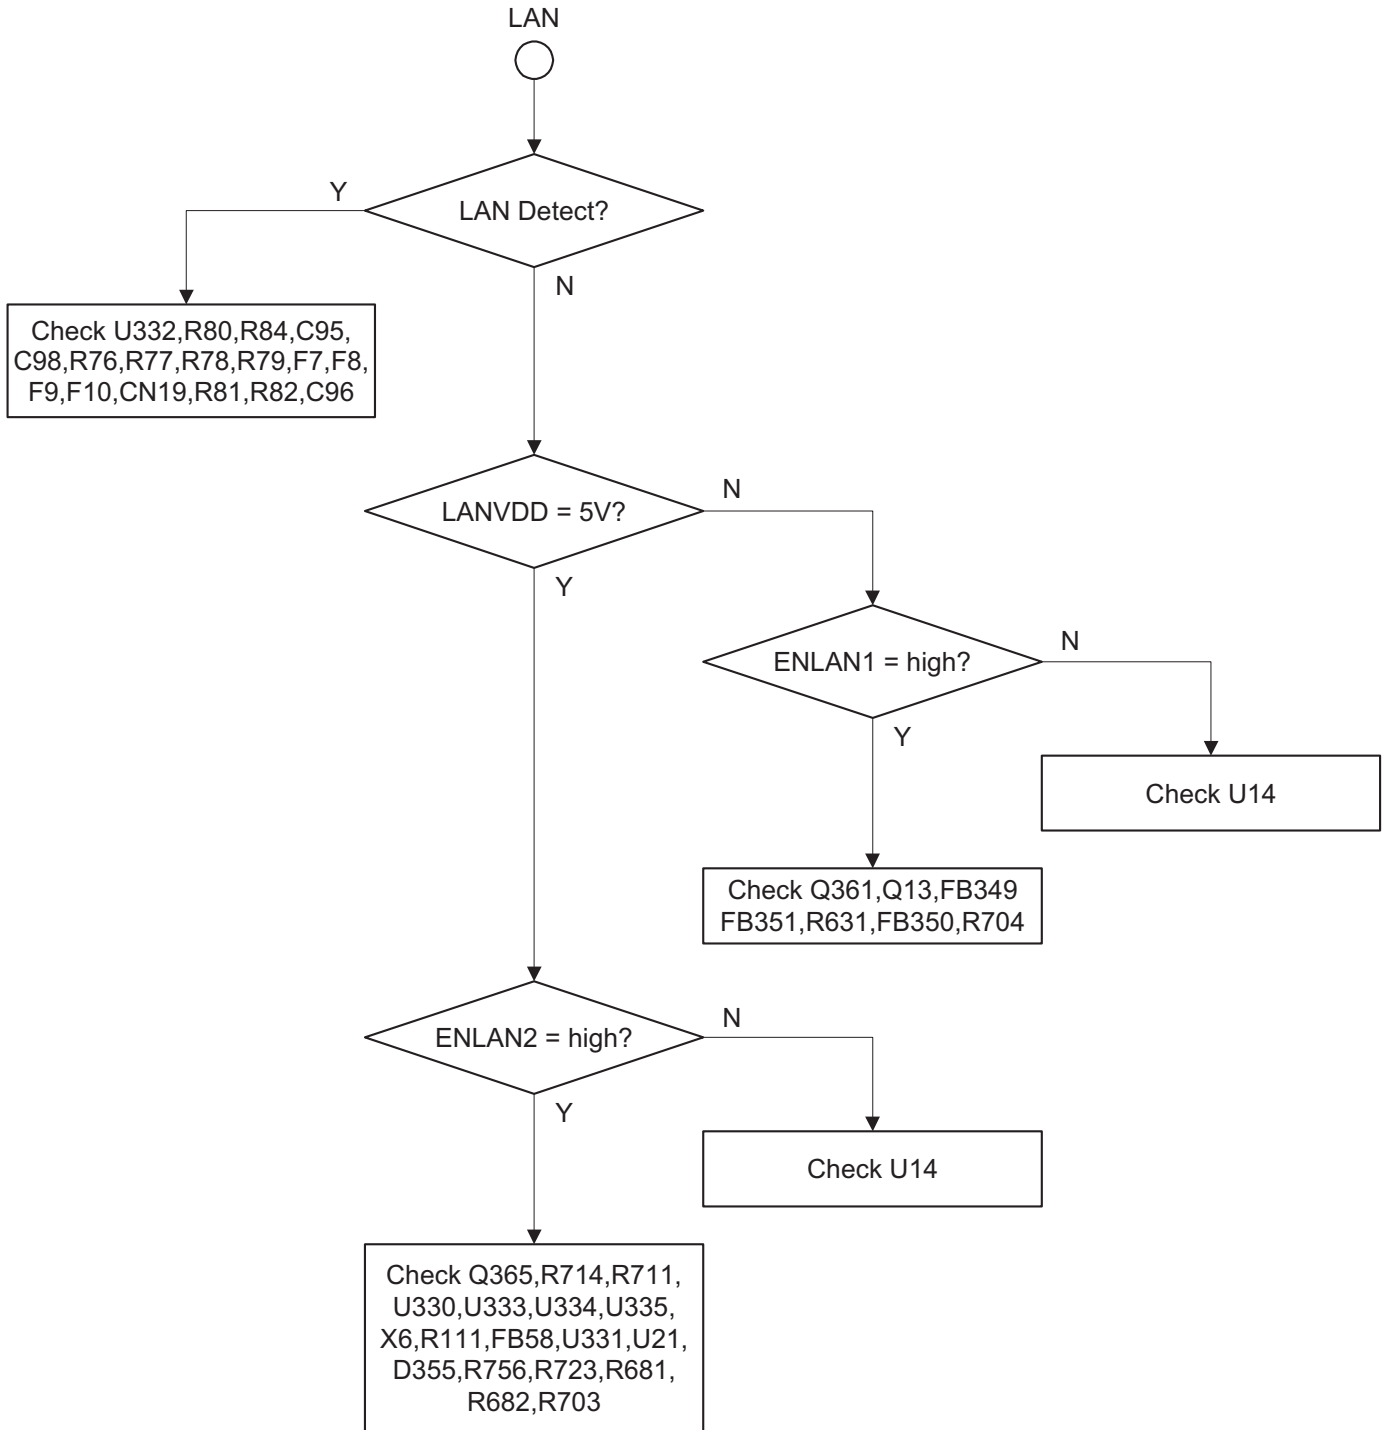 LAN
LAN Detect?
Y
N
Check U332,R80,R84,C95,
C98,R76,R77,R78,R79,F7,F8,
F9,F10,CN19,R81,R82,C96
LANVDD = 5V?
N
Y
ENLAN1 = high?
N
Y
Check U14
Check Q361,Q13,FB349
FB351,R631,FB350,R704
ENLAN2 = high?
N
Y
Check U14
Check Q365,R714,R711,
U330,U333,U334,U335,
X6,R111,FB58,U331,U21,
D355,R756,R723,R681,
R682,R703